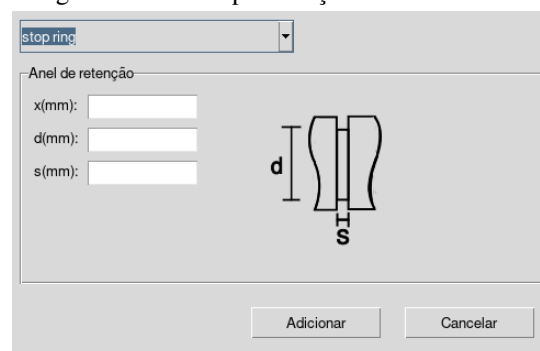 stop ring
Anel de retenção
x(mm):
d(mm):
s(mm):
d
S
Adicionar Cancelar